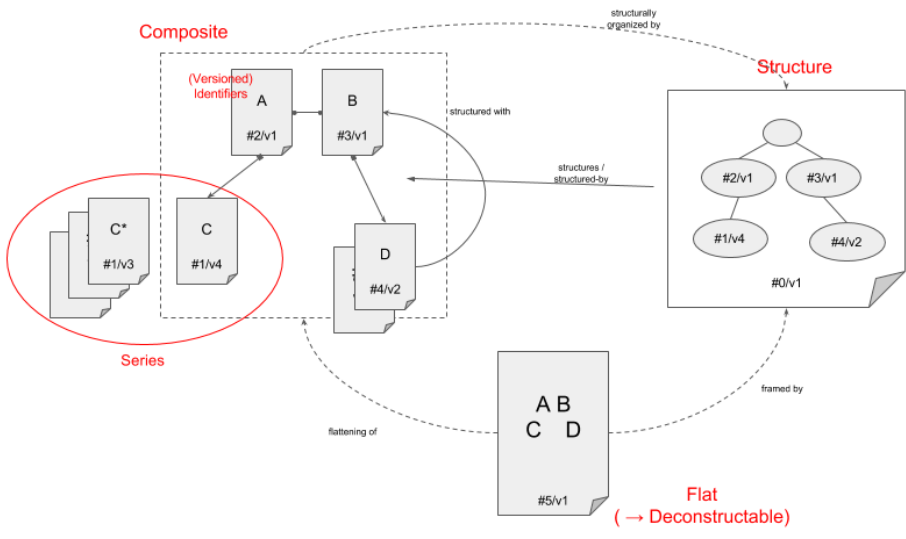 structurally
organized by
Composite
Structure
(Versioned)
Identifiers
A
#2/v1
B
#3/v1
structured with
structures /
structured-by
#2/v1
#3/v1
#1/v4
#4/v2
#0/v1
C*
#1/v3
C
#1/v4
D
#4/v2
Series
framed by
flattening of
A B
C D
#5/v1
Flat
( → Deconstructable)